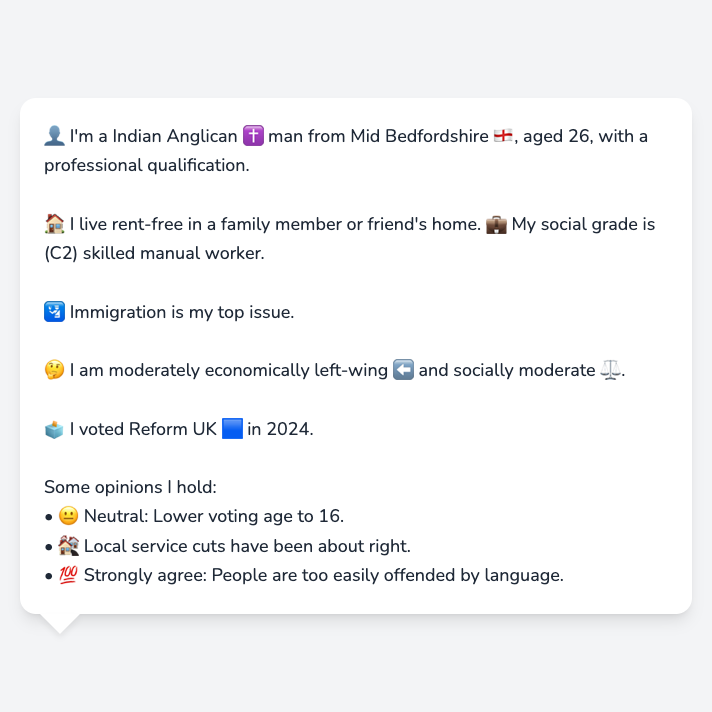 👤 I'm a Indian Anglican ✝️ man from Mid Bedfordshire 🏴󠁧󠁢󠁥󠁮󠁧󠁿, aged 26, with a
professional qualification.
🏠 I live rent-free in a family member or friend's home. 💼 My social grade is
(C2) skilled manual worker.
🛂 Immigration is my top issue.
🤔 I am moderately economically left-wing ⬅️ and socially moderate ⚖️.
🗳️ I voted Reform UK 🟦 in 2024.
Some opinions I hold:
• 😐 Neutral: Lower voting age to 16.
• 🏚️ Local service cuts have been about right.
• 💯 Strongly agree: People are too easily offended by language.